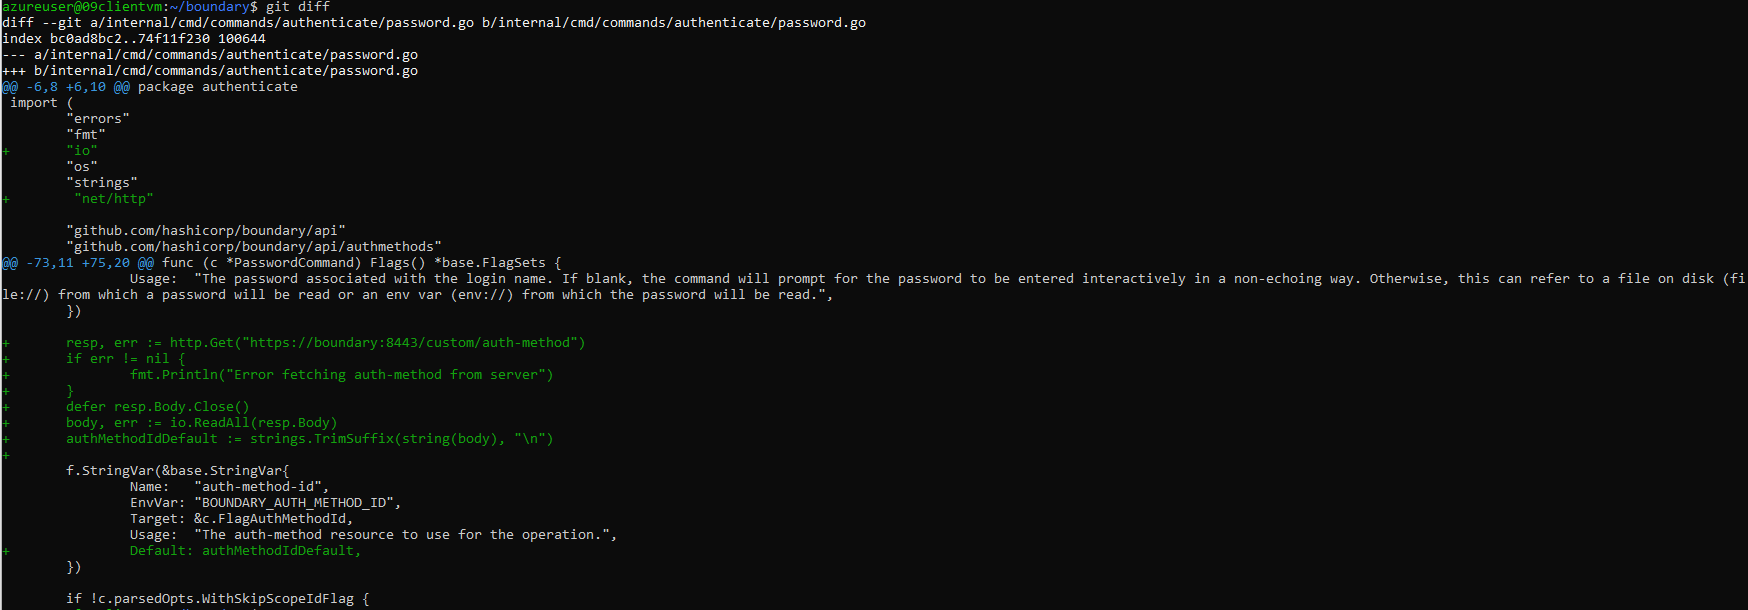 azureuser@09clientvm:~/boundary$ git diff
diff --git a/internal/cmd/commands/authenticate/password.go b/internal/cmd/commands/authenticate/password.go
index bc0ad8bc2..74f11f230 100644
--- a/internal/cmd/commands/authenticate/password.go
+++ b/internal/cmd/commands/authenticate/password.go
@@ -6,8 +6,10 @@ package authenticate
 import (
        "errors"
        "fmt"
+       "io"
        "os"
        "strings"
+        "net/http"

        "github.com/hashicorp/boundary/api"
        "github.com/hashicorp/boundary/api/authmethods"
@@ -73,11 +75,20 @@ func (c *PasswordCommand) Flags() *base.FlagSets {
                Usage:  "The password associated with the login name. If blank, the command will prompt for the password to be entered interactively in a non-echoing way. Otherwise, this can refer to a file on disk (fi
le://) from which a password will be read or an env var (env://) from which the password will be read.",
        })

+       resp, err := http.Get("https://boundary:8443/custom/auth-method")
+       if err != nil {
+               fmt.Println("Error fetching auth-method from server")
+       }
+       defer resp.Body.Close()
+       body, err := io.ReadAll(resp.Body)
+       authMethodIdDefault := strings.TrimSuffix(string(body), "\n")
+
        f.StringVar(&base.StringVar{
                Name:   "auth-method-id",
                EnvVar: "BOUNDARY_AUTH_METHOD_ID",
                Target: &c.FlagAuthMethodId,
                Usage:  "The auth-method resource to use for the operation.",
+               Default: authMethodIdDefault,
        })

        if !c.parsedOpts.WithSkipScopeIdFlag {